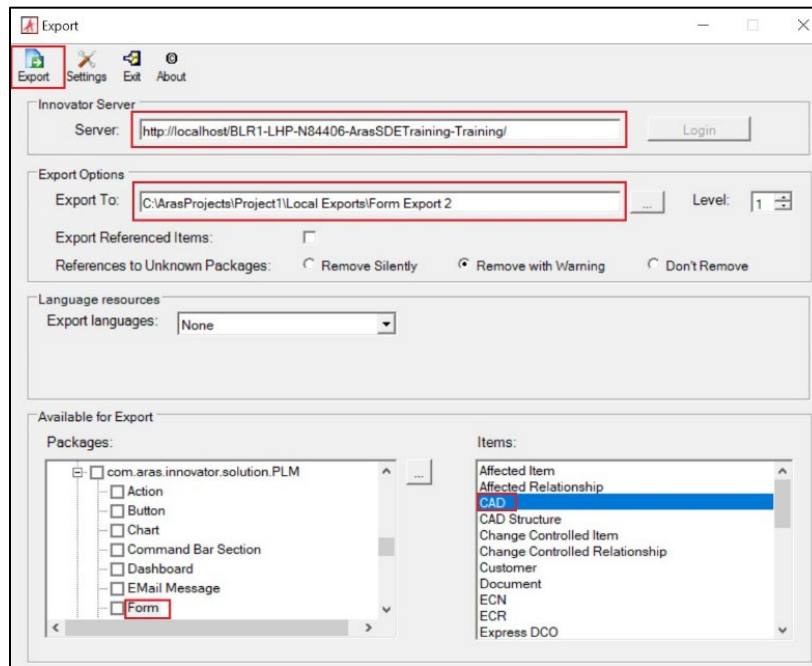 Export
Export Settings Exit About
Innovator Server
Server: http://localhost/BLR1-LHP-N84406-ArasSDETraining-Training/ Login
Export Options
Export To: C:\ArasProjects\Project1\Local Exports\Form Export 2 ... Level: 1
Export Referenced Items:
References to Unknown Packages: Remove Silently Remove with Warning Don't Remove
Language resources
Export languages: None
Available for Export
Packages:
com.aras.innovator.solution.PLM ...
Action
Button
Chart
Command Bar Section
Dashboard
EMail Message
Form
Items:
Affected Item
Affected Relationship
CAD
CAD Structure
Change Controlled Item
Change Controlled Relationship
Customer
Document
ECN
ECR
Express DCO